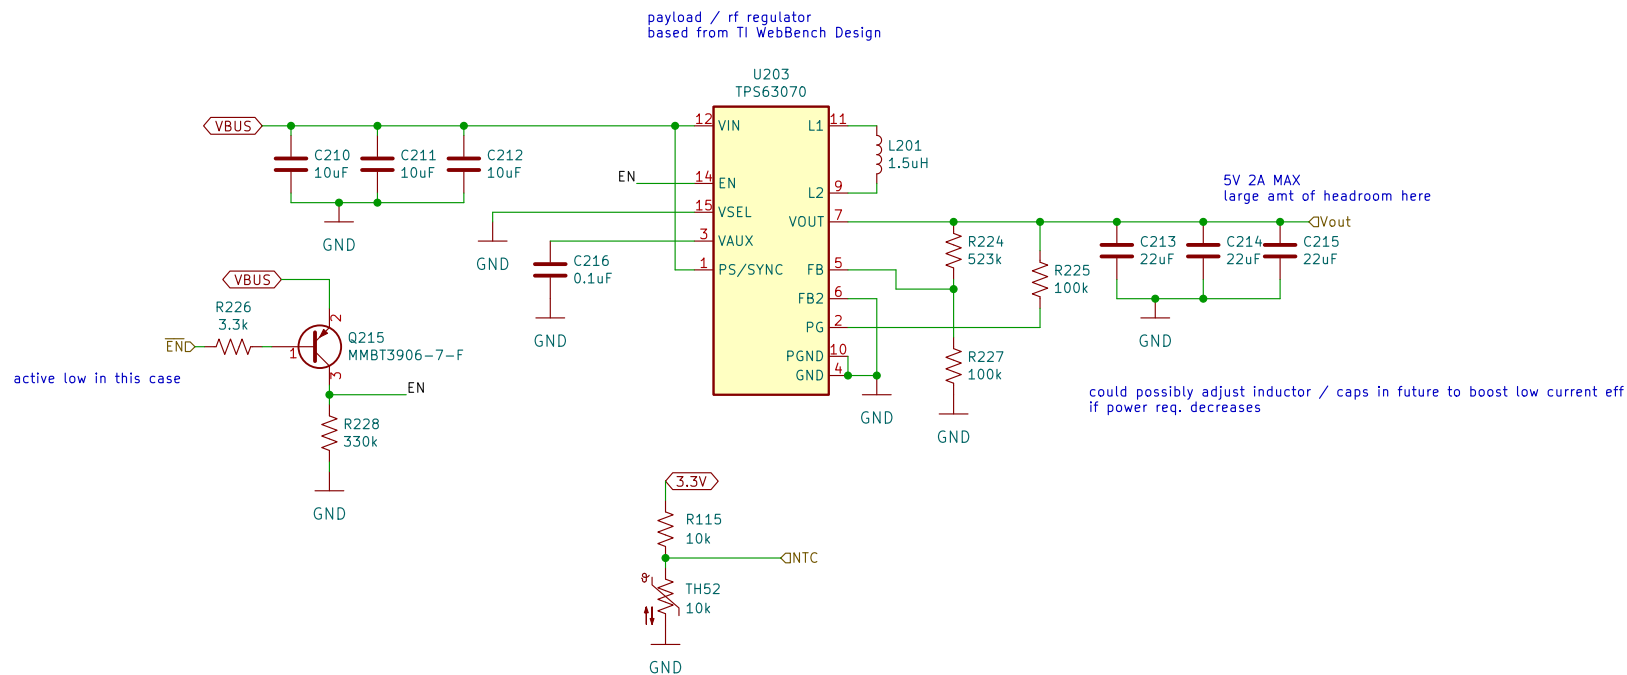 payload / rf regulator
based from TI WebBench Design
U203
TPS63070
VBUS
C210
10uF
C211
10uF
C212
10uF
GND
12 VIN
14 EN
15 VSEL
3 VAUX
1 PS/SYNC
L1 11
L2 9
VOUT 7
FB 5
FB2 6
PG 2
PGND 10
GND 4
EN
GND
C216
0.1uF
GND
L201
1.5uH
5V 2A MAX
large amt of headroom here
Vout
R224
523k
R225
100k
C213
22uF
C214
22uF
C215
22uF
GND
R227
100k
GND
GND
could possibly adjust inductor / caps in future to boost low current eff
if power req. decreases
VBUS
R226
3.3k
EN
active low in this case
1
2
3
Q215
MMBT3906-7-F
EN
R228
330k
GND
3.3V
R115
10k
NTC
θ
TH52
10k
GND